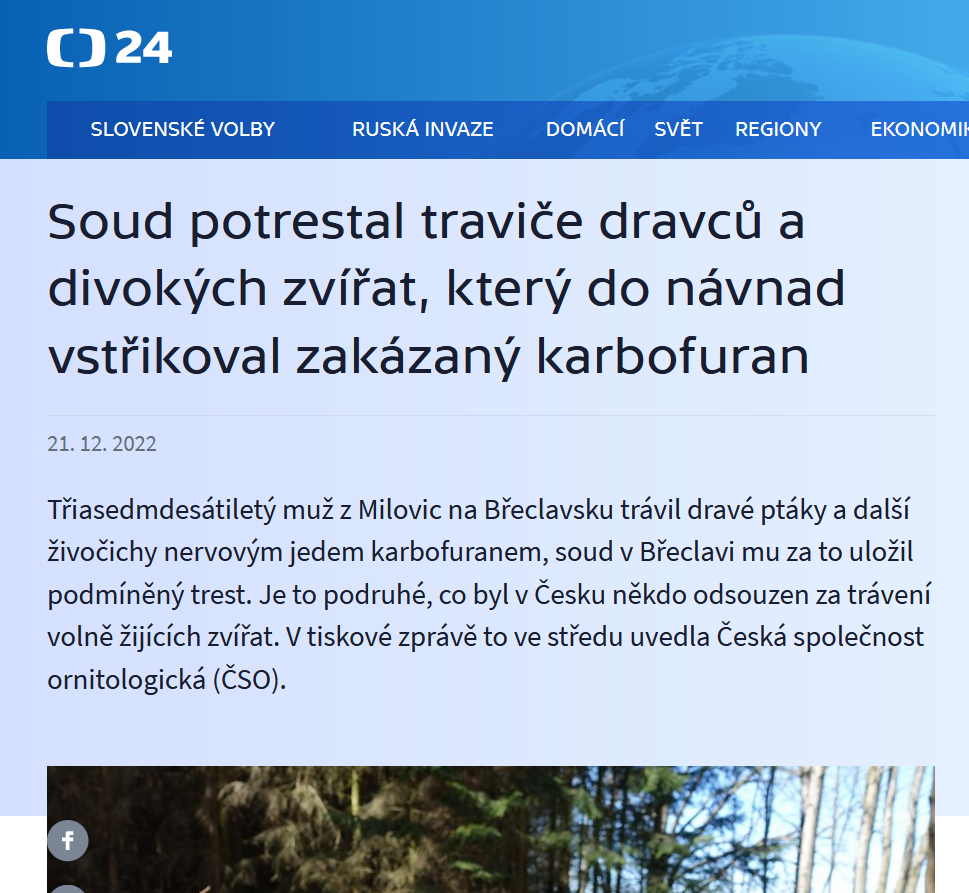 24
SLOVENSKÉ VOLBY RUSKÁ INVAZE DOMÁCÍ SVĚT REGIONY EKONOMIK
Soud potrestal traviče dravců a
divokých zvířat, který do návnad
vstřikoval zakázaný karbofuran
21. 12. 2022
Třiasedmdesátiletý muž z Milovic na Břeclavsku trávil dravé ptáky a další
živočichy nervovým jedem karbofuranem, soud v Břeclavi mu za to uložil
podmíněný trest. Je to podruhé, co byl v Česku někdo odsouzen za trávení
volně žijících zvířat. V tiskové zprávě to ve středu uvedla Česká společnost
ornitologická (ČSO).